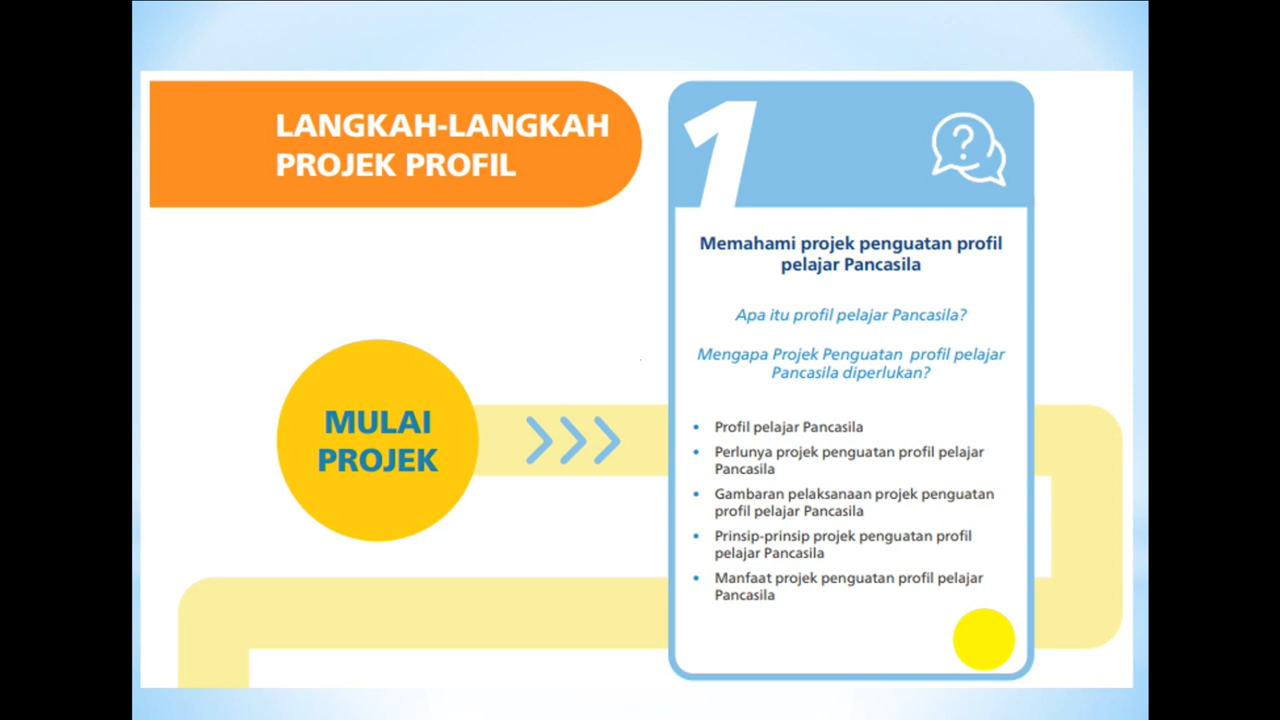 LANGKAH-LANGKAH
PROJEK PROFIL
MULAI
PROJEK
1
Memahami projek penguatan profil
pelajar Pancasila
Apa itu profil pelajar Pancasila?
Mengapa Projek Penguatan profil pelajar
Pancasila diperlukan?
• Profil pelajar Pancasila
• Perlunya projek penguatan profil pelajar
Pancasila
• Gambaran pelaksanaan projek penguatan
profil pelajar Pancasila
• Prinsip-prinsip projek penguatan profil
pelajar Pancasila
• Manfaat projek penguatan profil pelajar
Pancasila